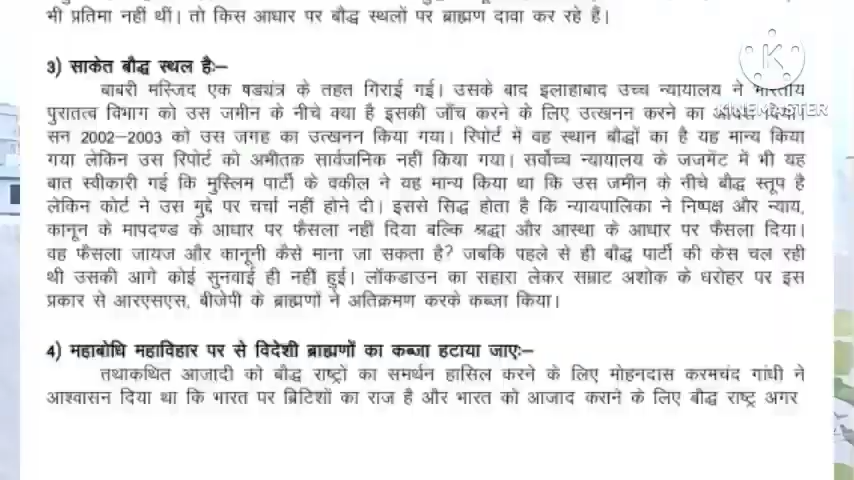 भी प्रतिमा नहीं थीं। तो किस आधार पर बौद्ध स्थलों पर ब्राह्मण दावा कर रहे हैं।
3) साकेत बौद्ध स्थल है:–
बाबरी मस्जिद एक षड्यंत्र के तहत गिराई गई। उसके बाद इलाहाबाद उच्च न्यायालय ने भारतीय
पुरातत्व विभाग को उस जमीन के नीचे क्या है इसकी जाँच करने के लिए उत्खनन करने का आदेश दिया।
सन 2002–2003 को उस जगह का उत्खनन किया गया। रिपोर्ट में वह स्थान बौद्धों का है यह मान्य किया
गया लेकिन उस रिपोर्ट को अभीतक सार्वजनिक नहीं किया गया। सर्वोच्च न्यायालय के जजमेंट में भी यह
बात स्वीकारी गई कि मुस्लिम पार्टी के वकील ने यह मान्य किया था कि उस जमीन के नीचे बौद्ध स्तूप है
लेकिन कोर्ट ने उस मुद्दे पर चर्चा नहीं होने दी। इससे सिद्ध होता है कि न्यायपालिका ने निष्पक्ष और न्याय,
कानून के मापदण्ड के आधार पर फैसला नहीं दिया बल्कि श्रद्धा और आस्था के आधार पर फैसला दिया।
वह फैसला जायज और कानूनी कैसे माना जा सकता है? जबकि पहले से ही बौद्ध पार्टी की केस चल रही
थी उसकी आगे कोई सुनवाई ही नहीं हुई। लॉकडाउन का सहारा लेकर सम्राट अशोक के धरोहर पर इस
प्रकार से आरएसएस, बीजेपी के ब्राह्मणों ने अतिक्रमण करके कब्जा किया।
4) महाबोधि महाविहार पर से विदेशी ब्राह्मणों का कब्जा हटाया जाए:–
तथाकथित आजादी को बौद्ध राष्ट्रों का समर्थन हासिल करने के लिए मोहनदास करमचंद गांधी ने
आश्वासन दिया था कि भारत पर ब्रिटिशों का राज है और भारत को आजाद कराने के लिए बौद्ध राष्ट्र अगर
K
KINEMASTER